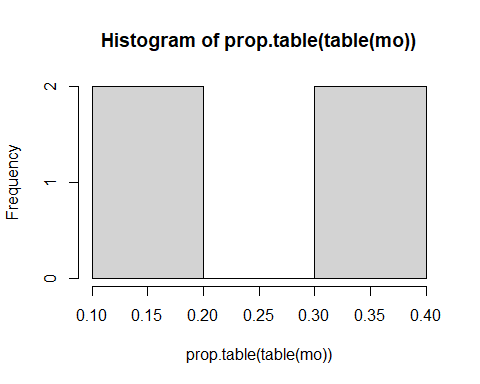 Histogram of prop.table(table(mo))
Frequency
2
1
0
0.10 0.15 0.20 0.25 0.30 0.35 0.40
prop.table(table(mo))